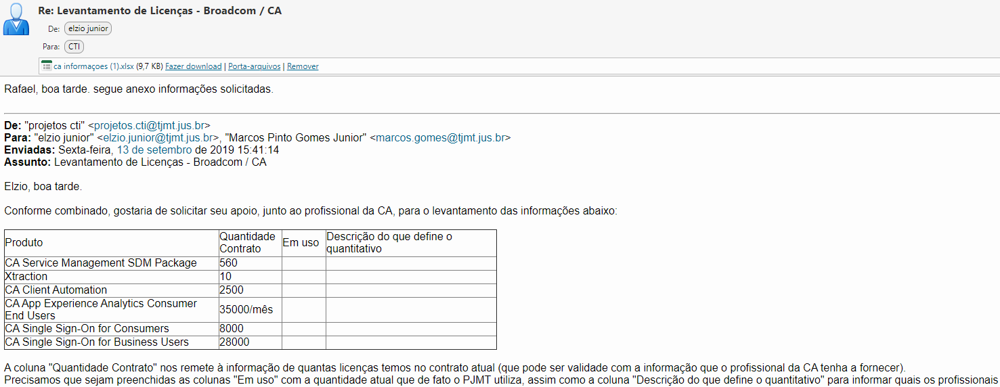 Re: Levantamento de Licenças - Broadcom / CA
De: elzio junior
Para: CTI
ca informaçoes (1).xlsx (9,7 KB) Fazer download | Porta-arquivos | Remover
Rafael, boa tarde. segue anexo informações solicitadas.
De: "projetos cti" <projetos.cti@tjmt.jus.br>
Para: "elzio junior" <elzio.junior@tjmt.jus.br>, "Marcos Pinto Gomes Junior" <marcos.gomes@tjmt.jus.br>
Enviadas: Sexta-feira, 13 de setembro de 2019 15:41:14
Assunto: Levantamento de Licenças - Broadcom / CA
Elzio, boa tarde.
Conforme combinado, gostaria de solicitar seu apoio, junto ao profissional da CA, para o levantamento das informações abaixo:
Produto Quantidade Contrato Em uso Descrição do que define o quantitativo
CA Service Management SDM Package 560
Xtraction 10
CA Client Automation 2500
CA App Experience Analytics Consumer End Users 35000/mês
CA Single Sign-On for Consumers 8000
CA Single Sign-On for Business Users 28000
A coluna "Quantidade Contrato" nos remete à informação de quantas licenças temos no contrato atual (que pode ser validade com a informação que o profissional da CA tenha a fornecer).
Precisamos que sejam preenchidas as colunas "Em uso" com a quantidade atual que de fato o PJMT utiliza, assim como a coluna "Descrição do que define o quantitativo" para informar quais os profissionais